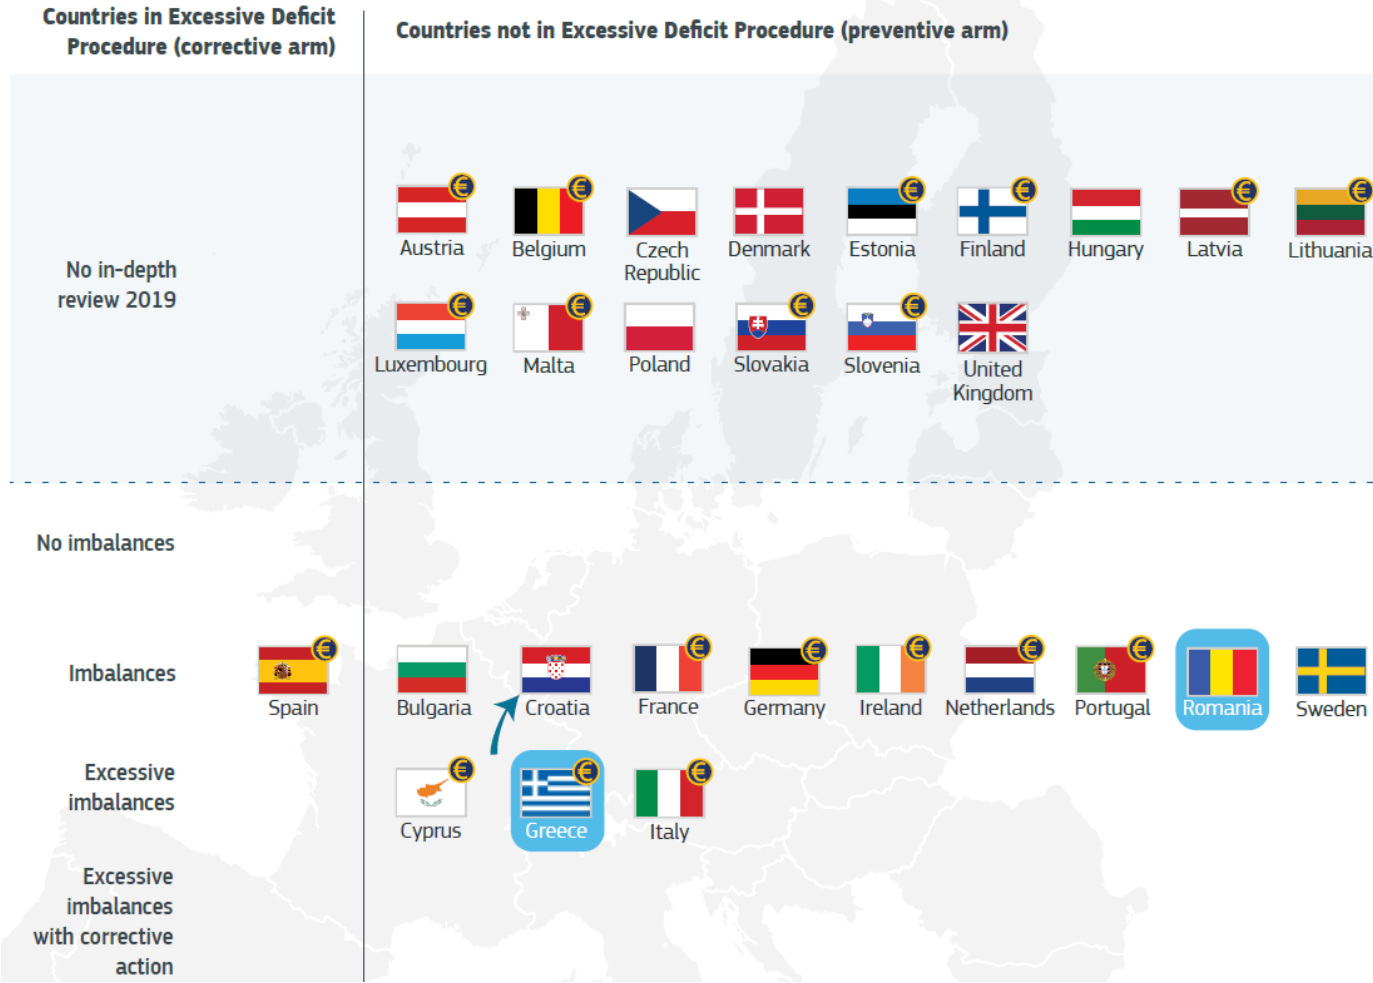 Countries in Excessive Deficit
Procedure (corrective arm)
Countries not in Excessive Deficit Procedure (preventive arm)
No in-depth
review 2019
€
€
€
€
€
€
Austria
Belgium
Czech
Republic
Denmark
Estonia
Finland
Hungary
Latvia
Lithuania
€
€
€
€
Luxembourg
Malta
Poland
Slovakia
Slovenia
United
Kingdom
No imbalances
Imbalances
€
€
€
€
€
€
Spain
Bulgaria
Croatia
France
Germany
Ireland
Netherlands
Portugal
Romania
Sweden
Excessive
imbalances
€
€
€
Cyprus
Greece
Italy
Excessive
imbalances
with corrective
action